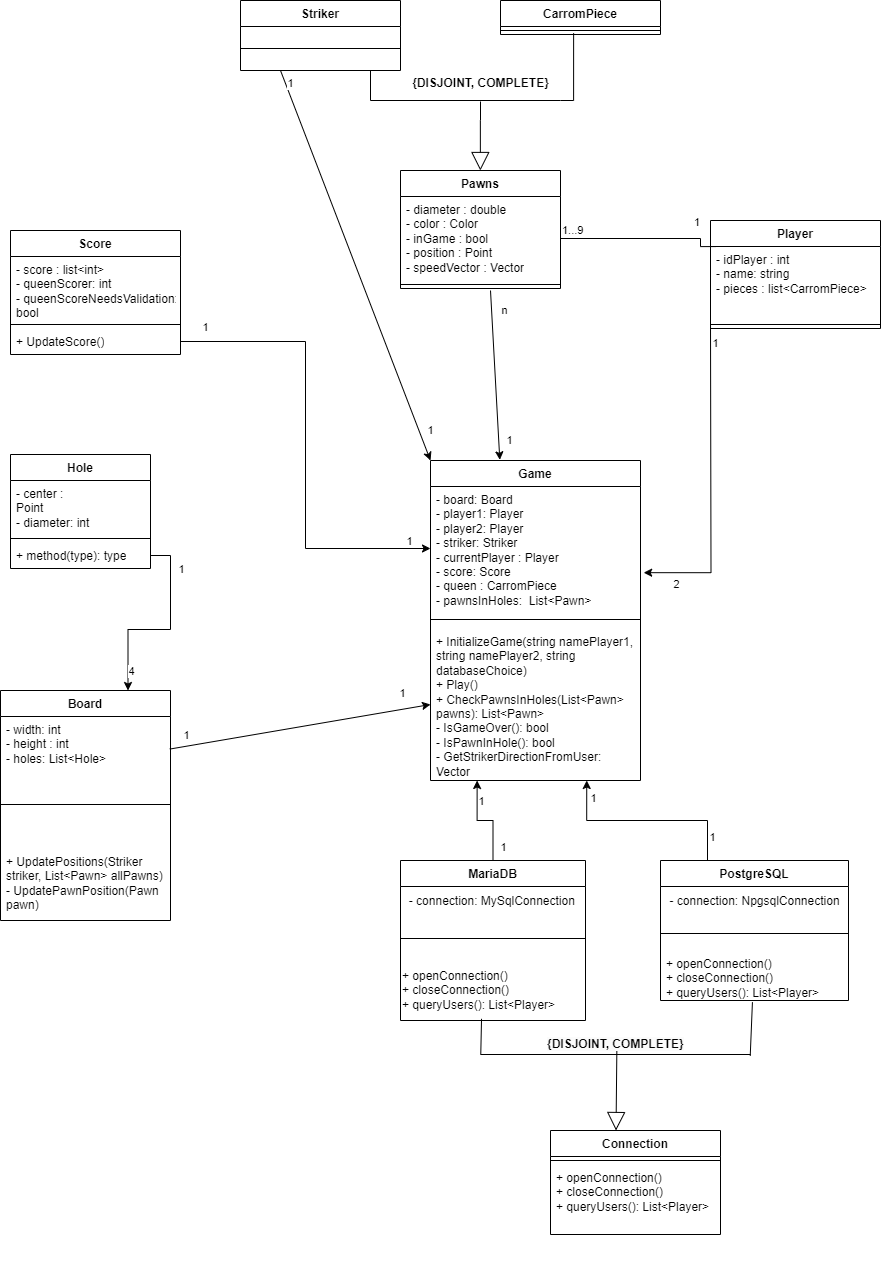 Striker
CarromPiece
1
{DISJOINT, COMPLETE}
Pawns
- diameter : double
- color : Color
- inGame : bool
- position : Point
- speedVector : Vector
1...9
1
Player
- idPlayer : int
- name: string
- pieces : list<CarromPiece>
Score
- score : list<int>
- queenScorer: int
- queenScoreNeedsValidation:
bool
+ UpdateScore()
1
n
1
1
1
Hole
- center :
Point
- diameter: int
+ method(type): type
1
4
Game
- board: Board
- player1: Player
- player2: Player
- striker: Striker
- currentPlayer : Player
- score: Score
- queen : CarromPiece
- pawnsInHoles:  List<Pawn>
+ InitializeGame(string namePlayer1,
string namePlayer2, string
databaseChoice)
+ Play()
+ CheckPawnsInHoles(List<Pawn>
pawns): List<Pawn>
- IsGameOver(): bool
- IsPawnInHole(): bool
- GetStrikerDirectionFromUser:
Vector
1
2
Board
- width: int
- height : int
- holes: List<Hole>
+ UpdatePositions(Striker
striker, List<Pawn> allPawns)
- UpdatePawnPosition(Pawn
pawn)
1
1
1
1
1
1
MariaDB
- connection: MySqlConnection
+ openConnection()
+ closeConnection()
+ queryUsers(): List<Player>
PostgreSQL
- connection: NpgsqlConnection
+ openConnection()
+ closeConnection()
+ queryUsers(): List<Player>
{DISJOINT, COMPLETE}
Connection
+ openConnection()
+ closeConnection()
+ queryUsers(): List<Player>